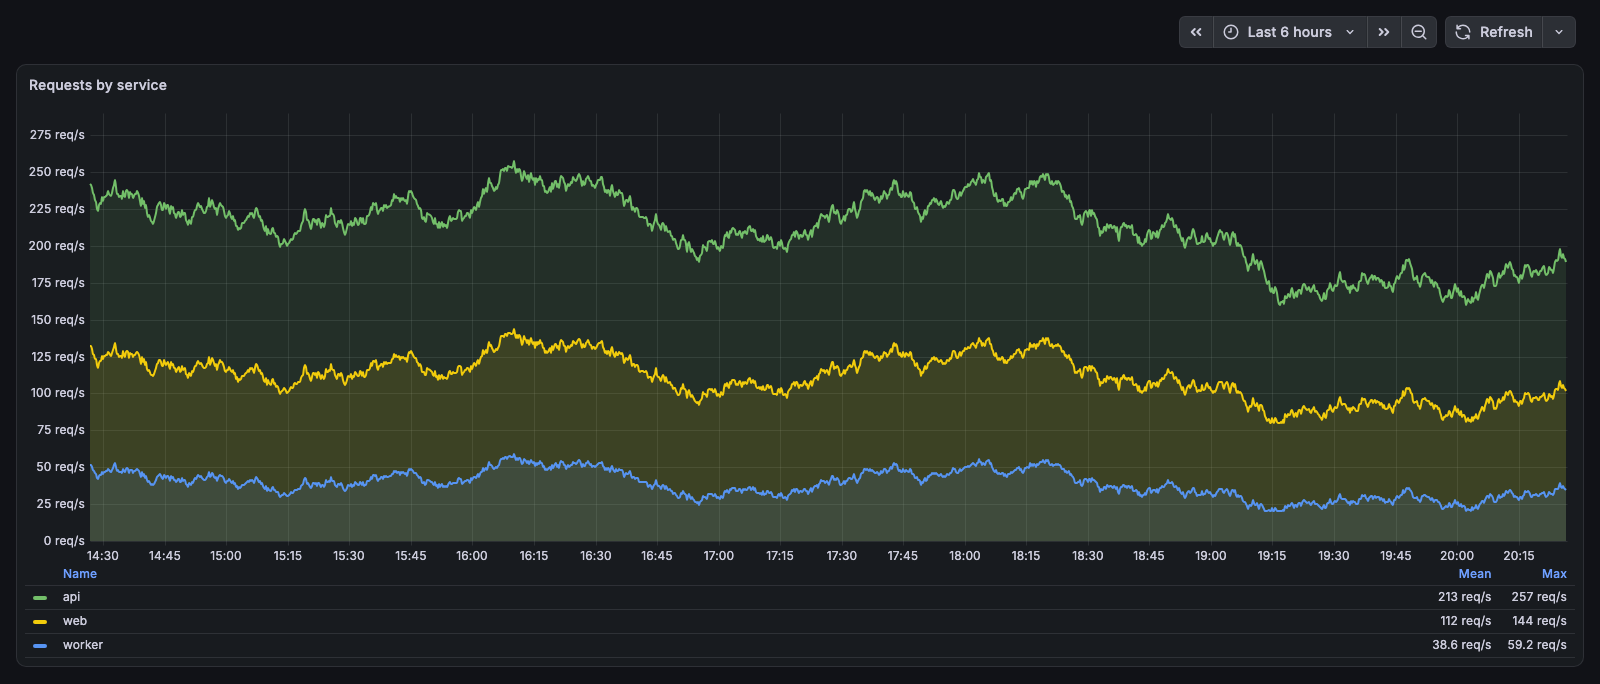 Last 6 hours Refresh
Requests by service
275 req/s
250 req/s
225 req/s
200 req/s
175 req/s
150 req/s
125 req/s
100 req/s
75 req/s
50 req/s
25 req/s
0 req/s
14:30 14:45 15:00 15:15 15:30 15:45 16:00 16:15 16:30 16:45 17:00 17:15 17:30 17:45 18:00 18:15 18:30 18:45 19:00 19:15 19:30 19:45 20:00 20:15
Name Mean Max
api 213 req/s 257 req/s
web 112 req/s 144 req/s
worker 38.6 req/s 59.2 req/s